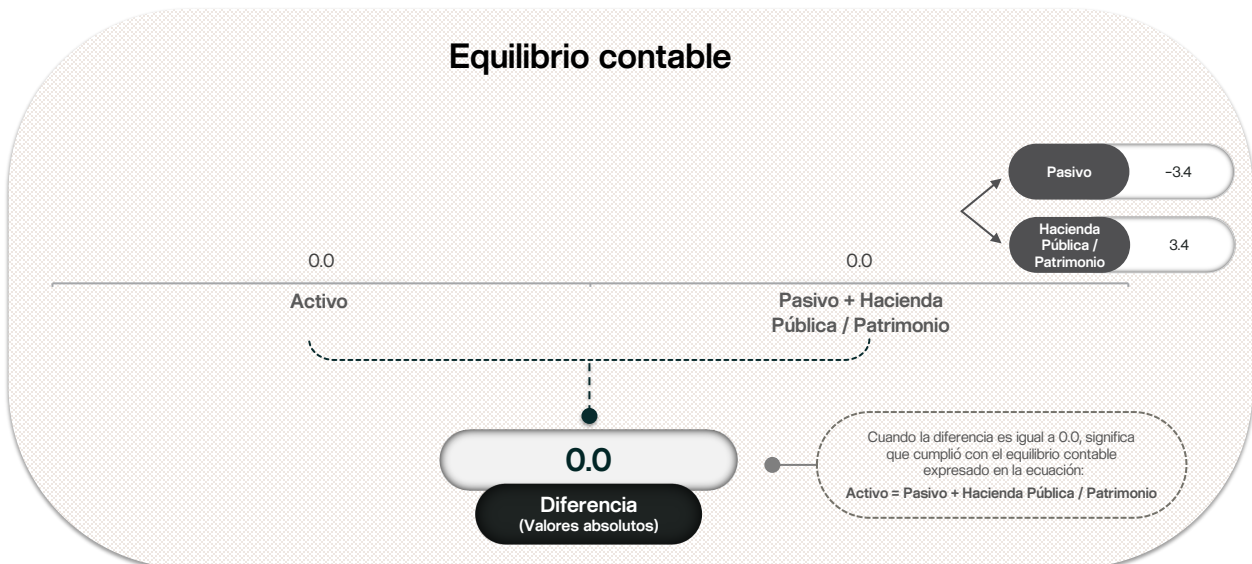 Equilibrio contable
Pasivo
-3.4
Hacienda
Pública /
Patrimonio
3.4
0.0
0.0
Activo
Pasivo + Hacienda
Pública / Patrimonio
0.0
Diferencia
(Valores absolutos)
Cuando la diferencia es igual a 0.0, significa
que cumplió con el equilibrio contable
expresado en la ecuación:
Activo = Pasivo + Hacienda Pública / Patrimonio